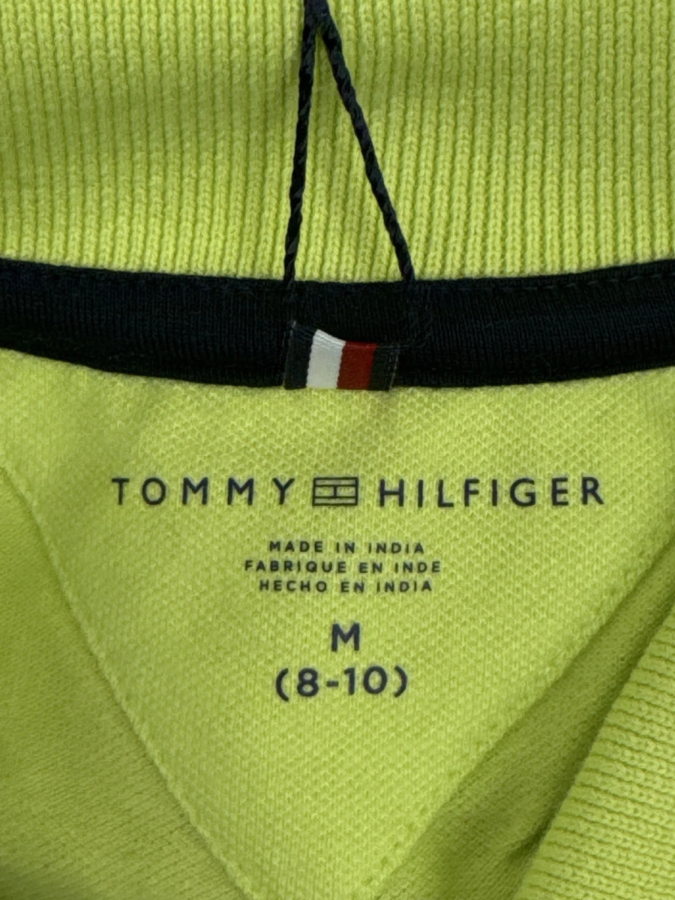 TOMMY HILFIGER
MADE IN INDIA
FABRIQUE EN INDE
HECHO EN INDIA
M
(8-10)